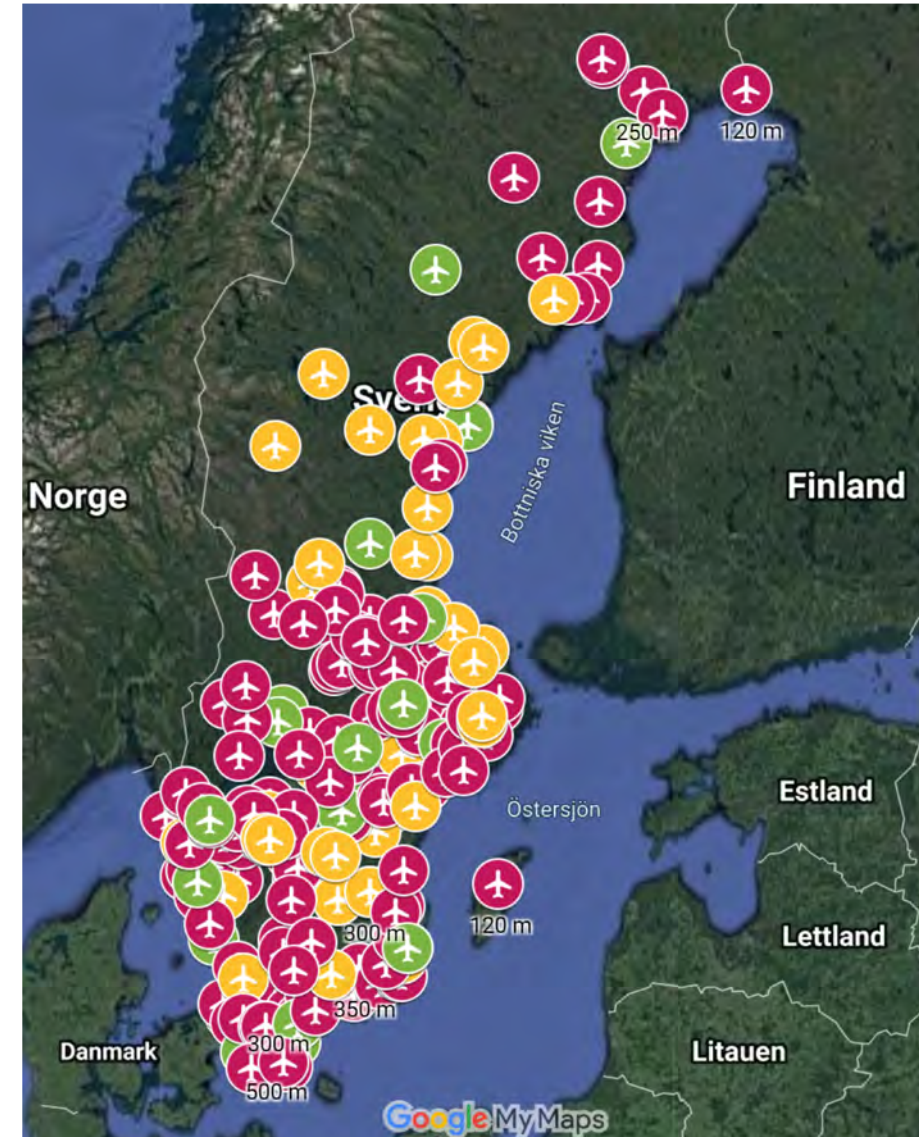 250 m
120 m
Sverig
Bottniska viken
Norge
Finland
Estland
Östersjön
120 m
300 m
Lettland
350 m
300 m
Danmark
Litauen
500 m
Google My Maps